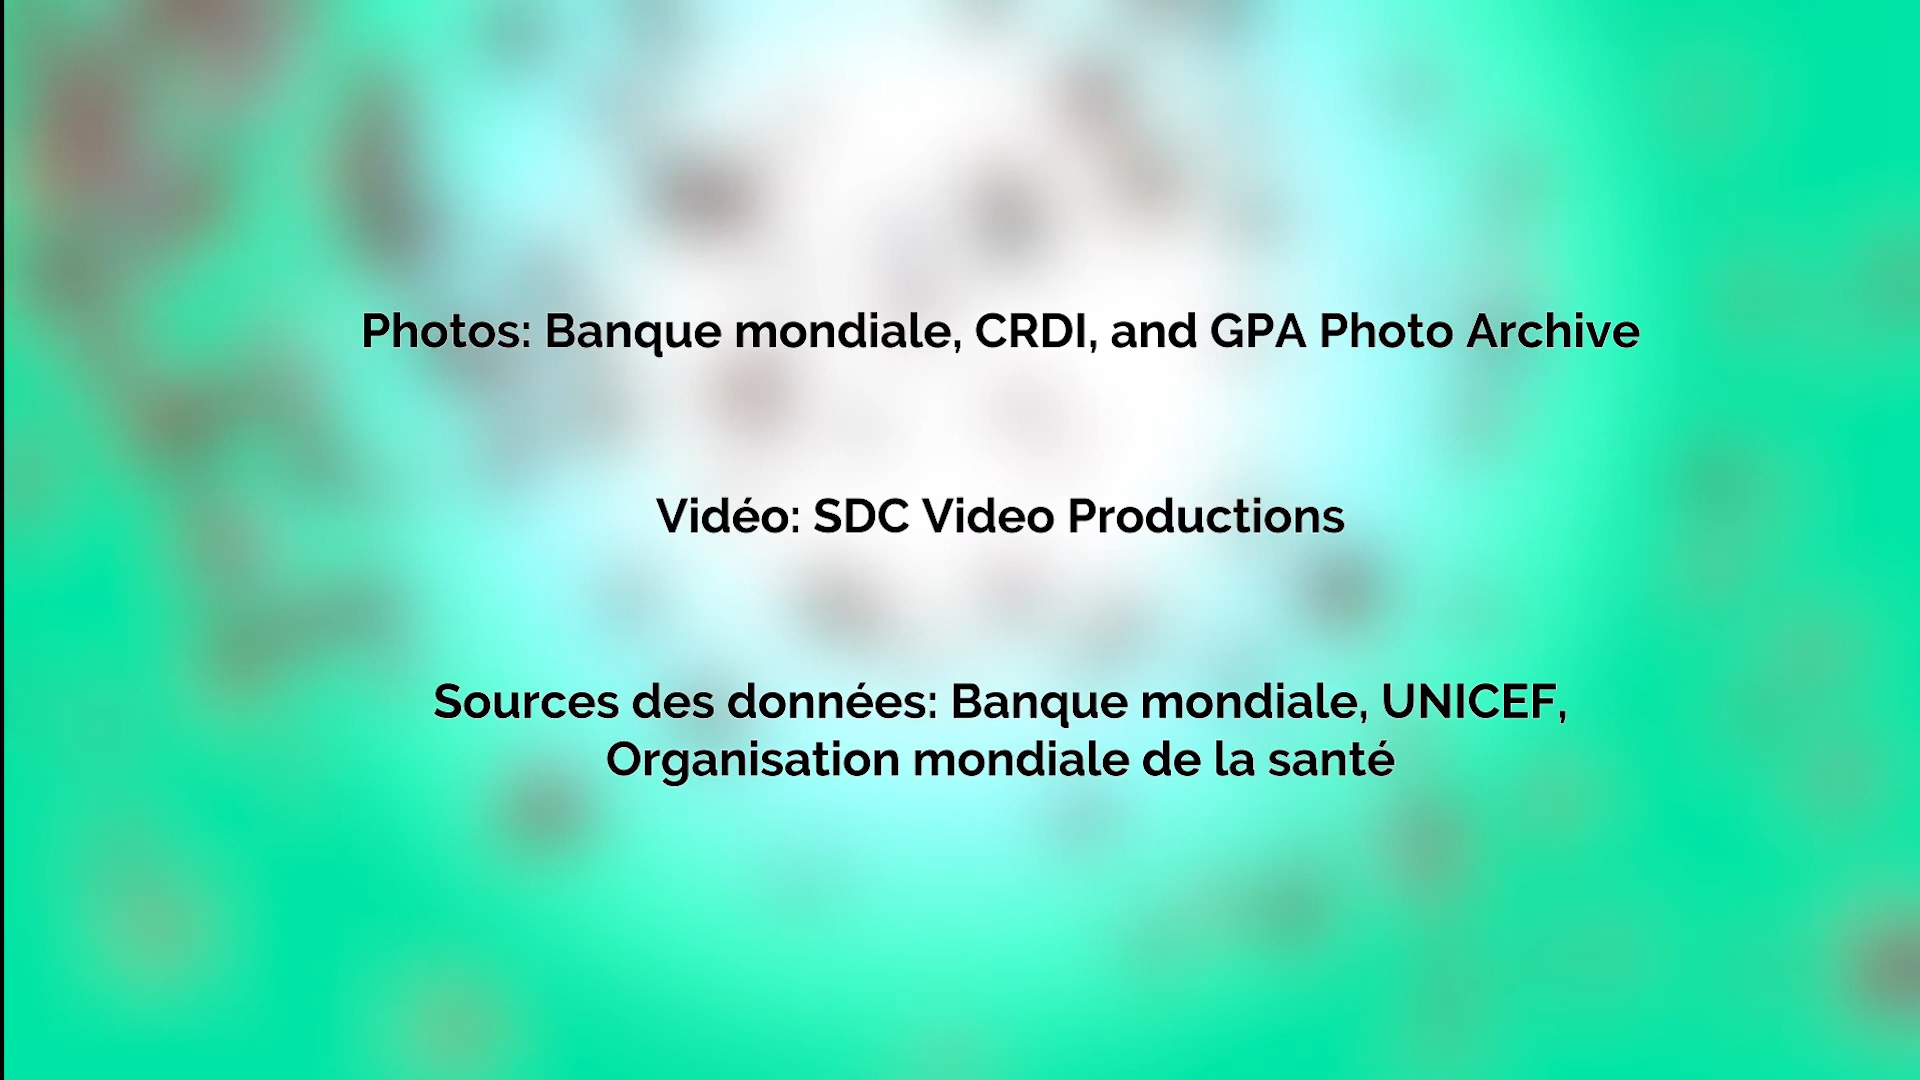 Photos: Banque mondiale, CRDI, and GPA Photo Archive
Vidéo: SDC Video Productions
Sources des données: Banque mondiale, UNICEF,
Organisation mondiale de la santé